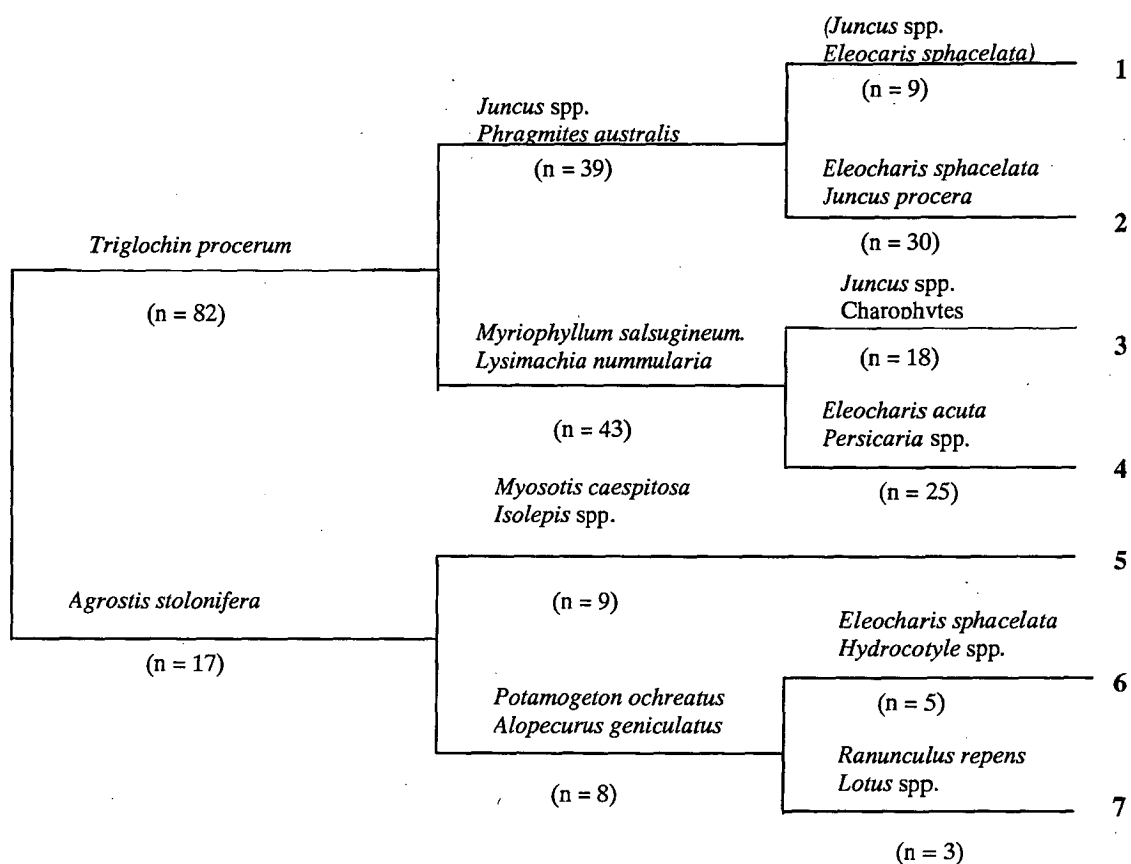 (Juncus spp.
Eleocaris sphacelata)
1
(n = 9)
Juncus spp.
Phragmites australis
(n = 39)
Eleocharis sphacelata
Juncus procera
2
(n = 30)
Triglochin procerum
(n = 82)
Juncus spp.
Charophytes
3
(n = 18)
Myriophyllum salsugineum.
Lysimachia nummularia
(n = 43)
Eleocharis acuta
Persicaria spp.
4
(n = 25)
Myosotis caespitosa
Isolepis spp.
5
(n = 9)
Agrostis stolonifera
(n = 17)
Eleocharis sphacelata
Hydrocotyle spp.
6
(n = 5)
Potamogeton ochreatus
Alopecurus geniculatus
(n = 8)
Ranunculus repens
Lotus spp.
7
(n = 3)